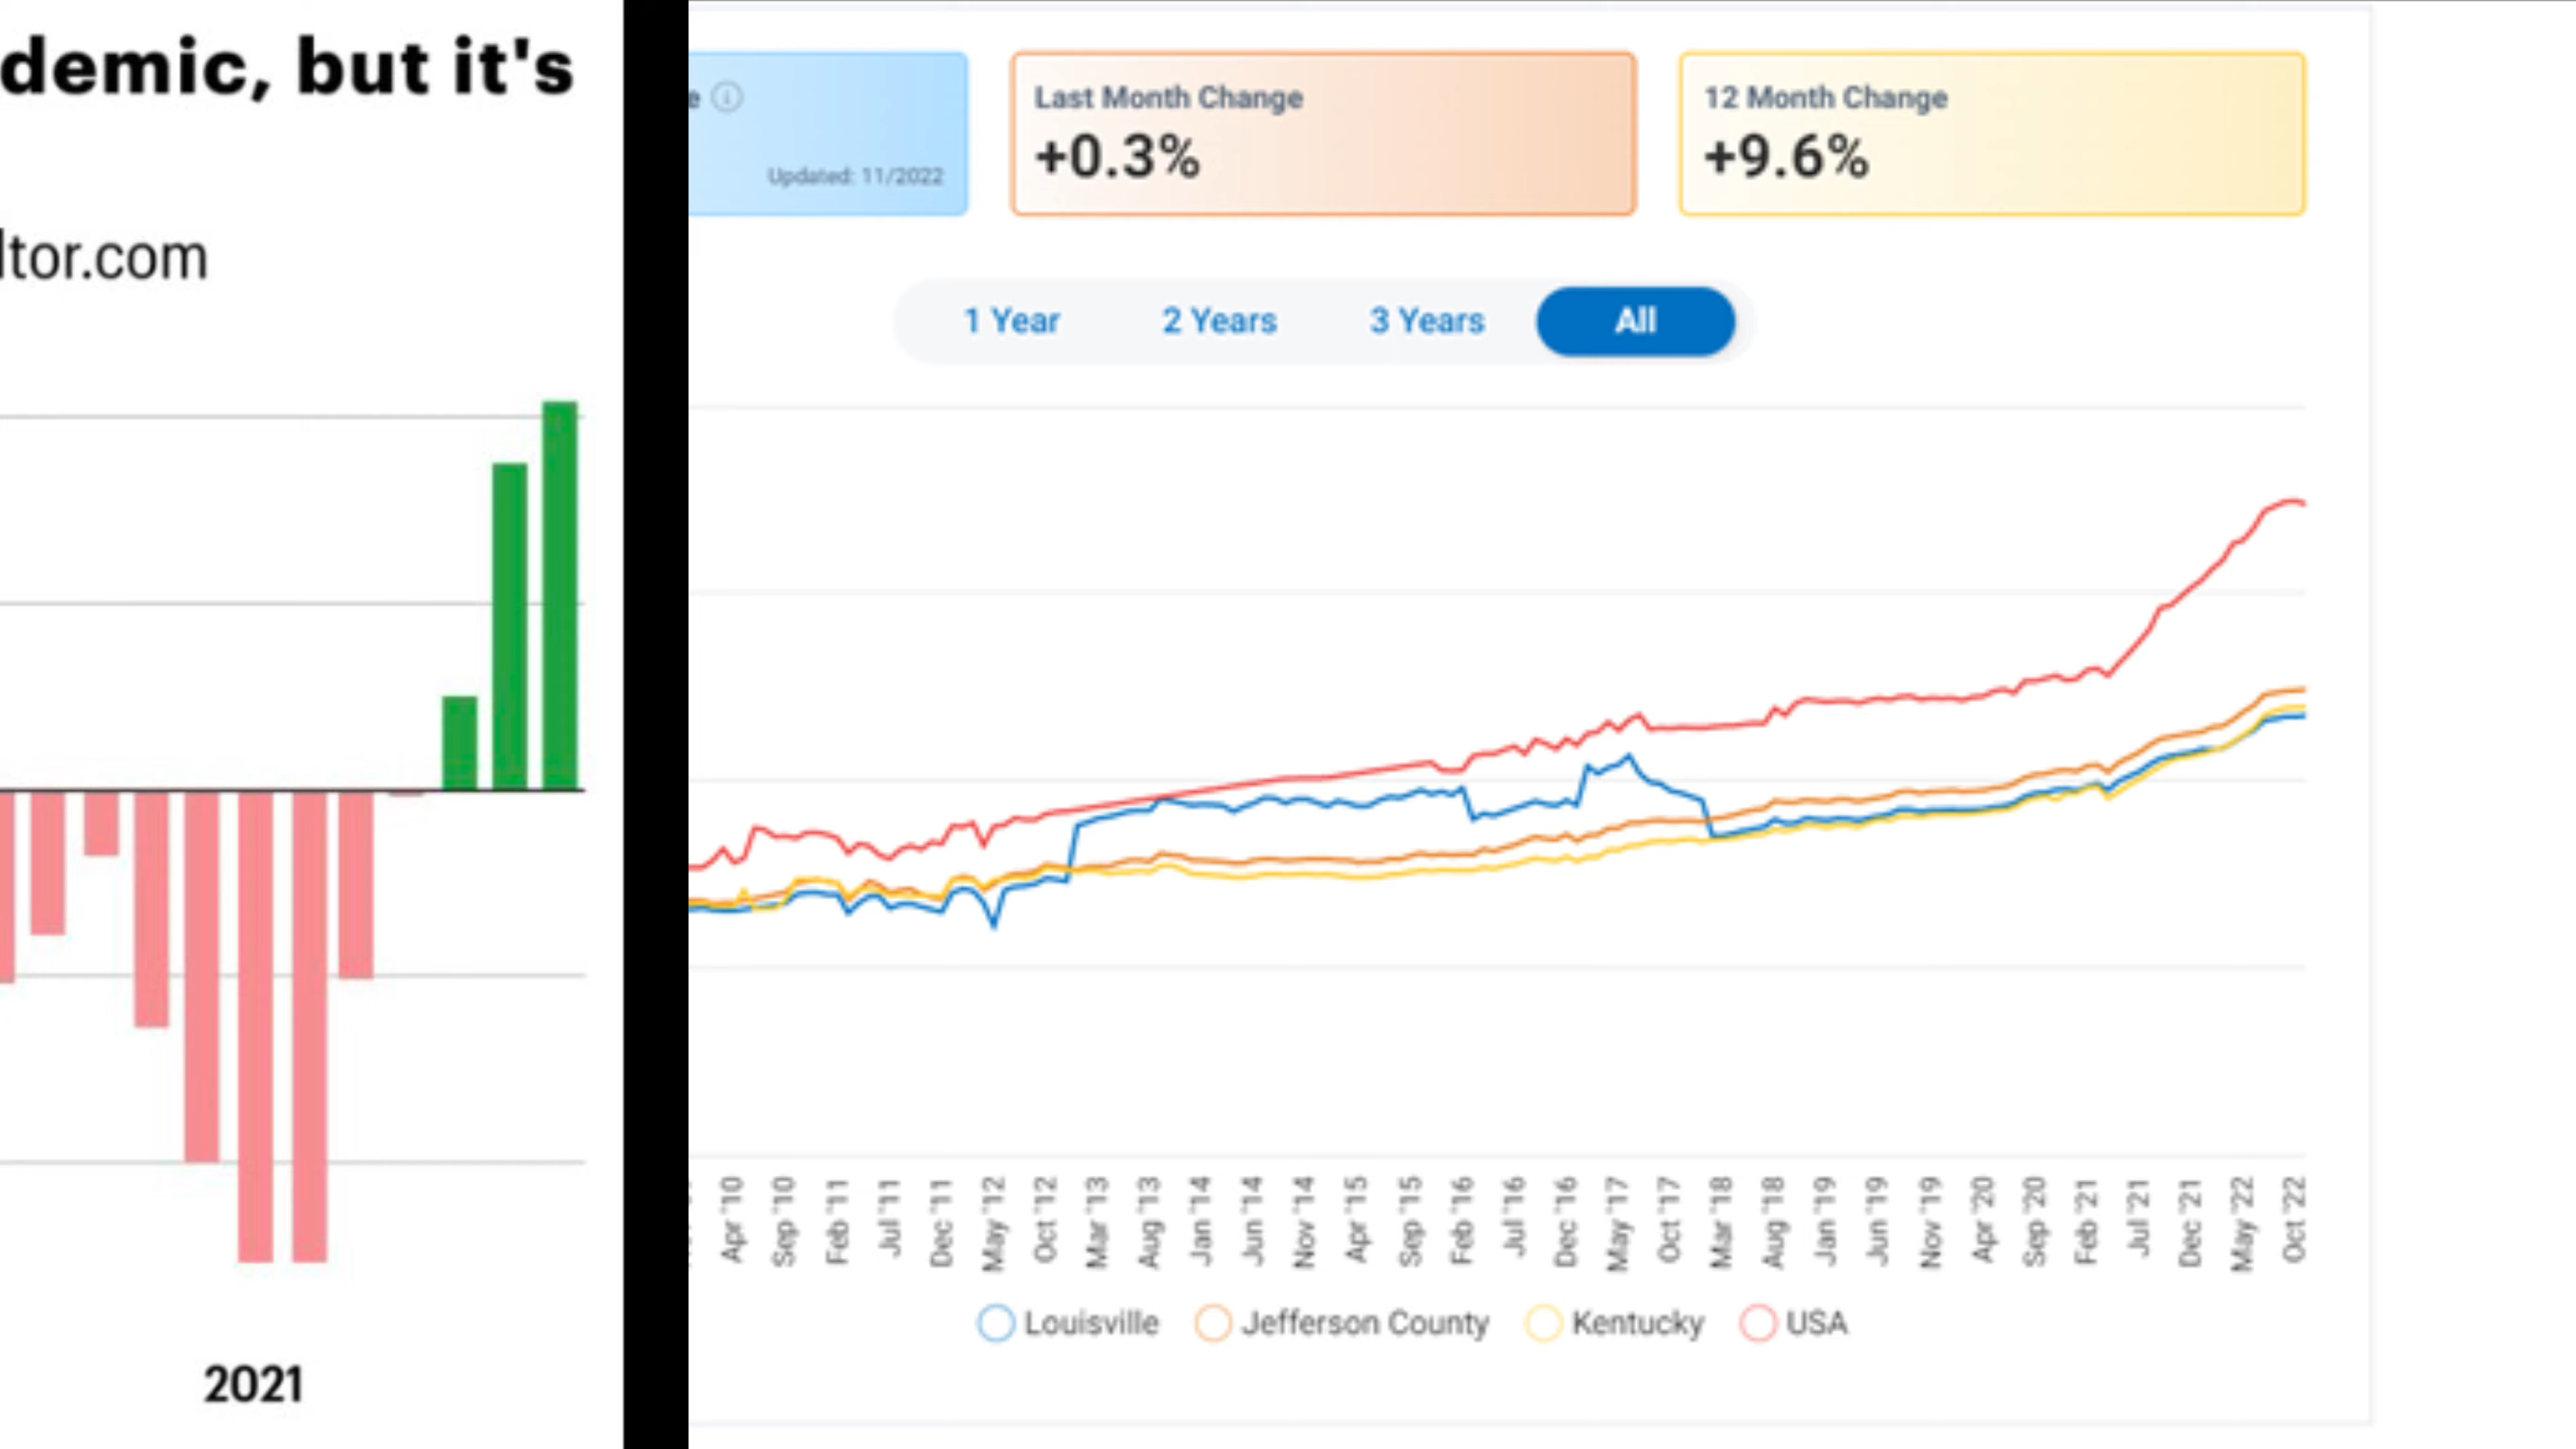 demic, but it's
ltor.com
2021
e
Updated: 11/2022
Last Month Change
+0.3%
12 Month Change
+9.6%
1 Year 2 Years 3 Years All
Apr '10 Sep '10 Feb '11 Jul '11 Dec '11 May '12 Oct '12 Mar '13 Aug '13 Jan '14 Jun '14 Nov '14 Apr '15 Sep '15 Feb '16 Jul '16 Dec '16 May '17 Oct '17 Mar '18 Aug '18 Jan '19 Jun '19 Nov '19 Apr '20 Sep '20 Feb '21 Jul '21 Dec '21 May '22 Oct '22
Louisville Jefferson County Kentucky USA